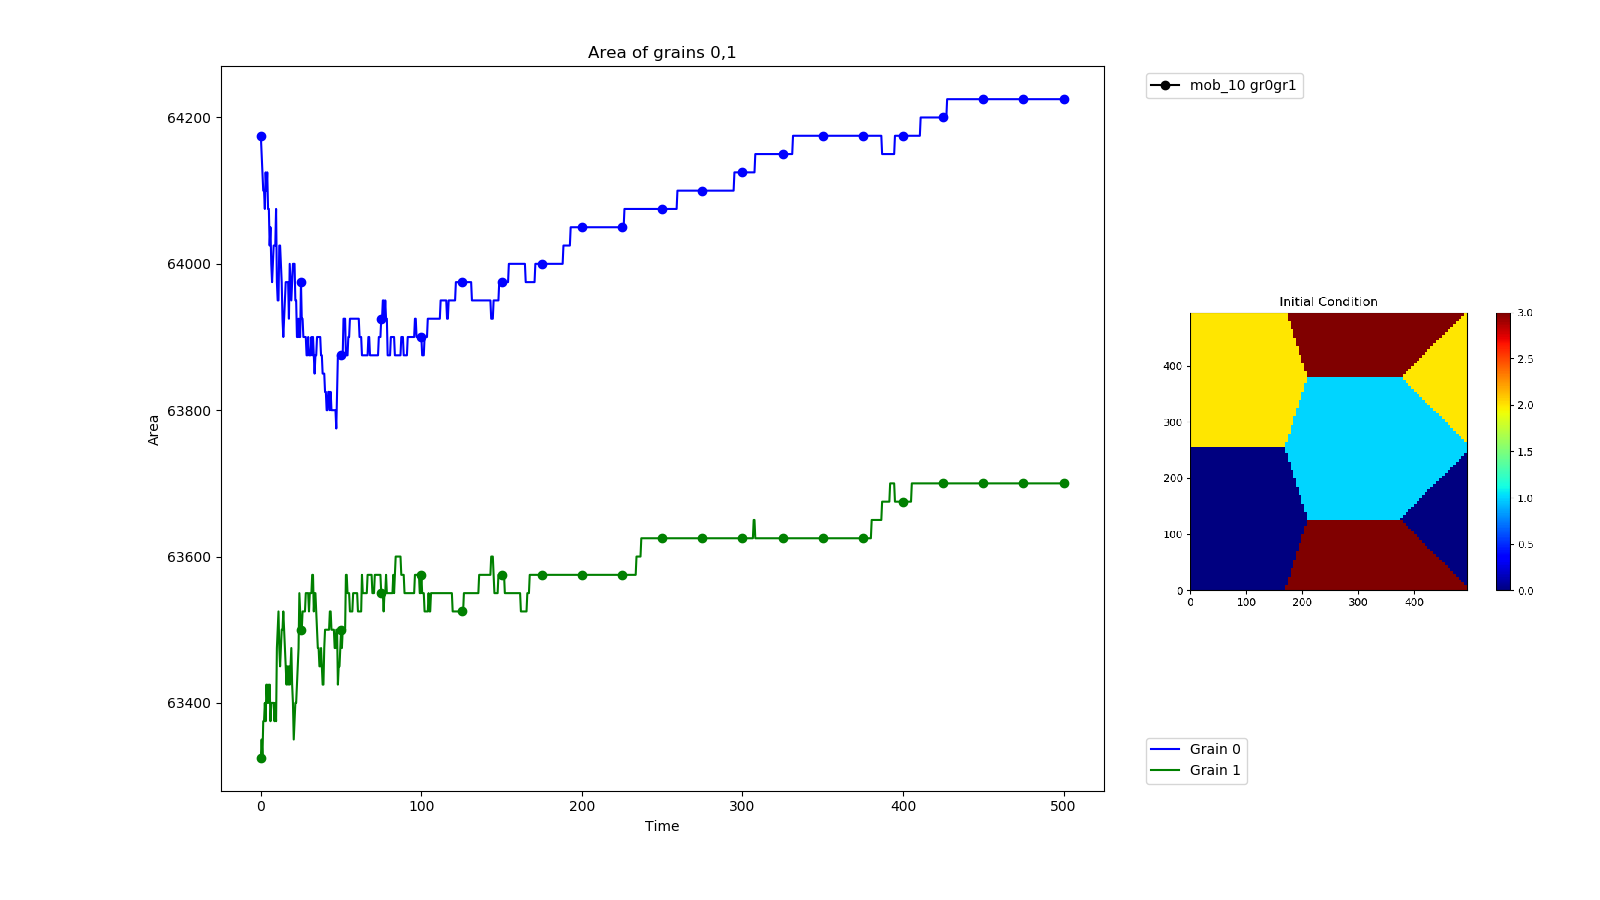 Area of grains 0,1
mob_10 gr0gr1
64200
64000
63800
63600
63400
Area
0 100 200 300 400 500
Time
Initial Condition
400
300
200
100
0
0 100 200 300 400
3.0
2.5
2.0
1.5
1.0
0.5
0.0
Grain 0
Grain 1